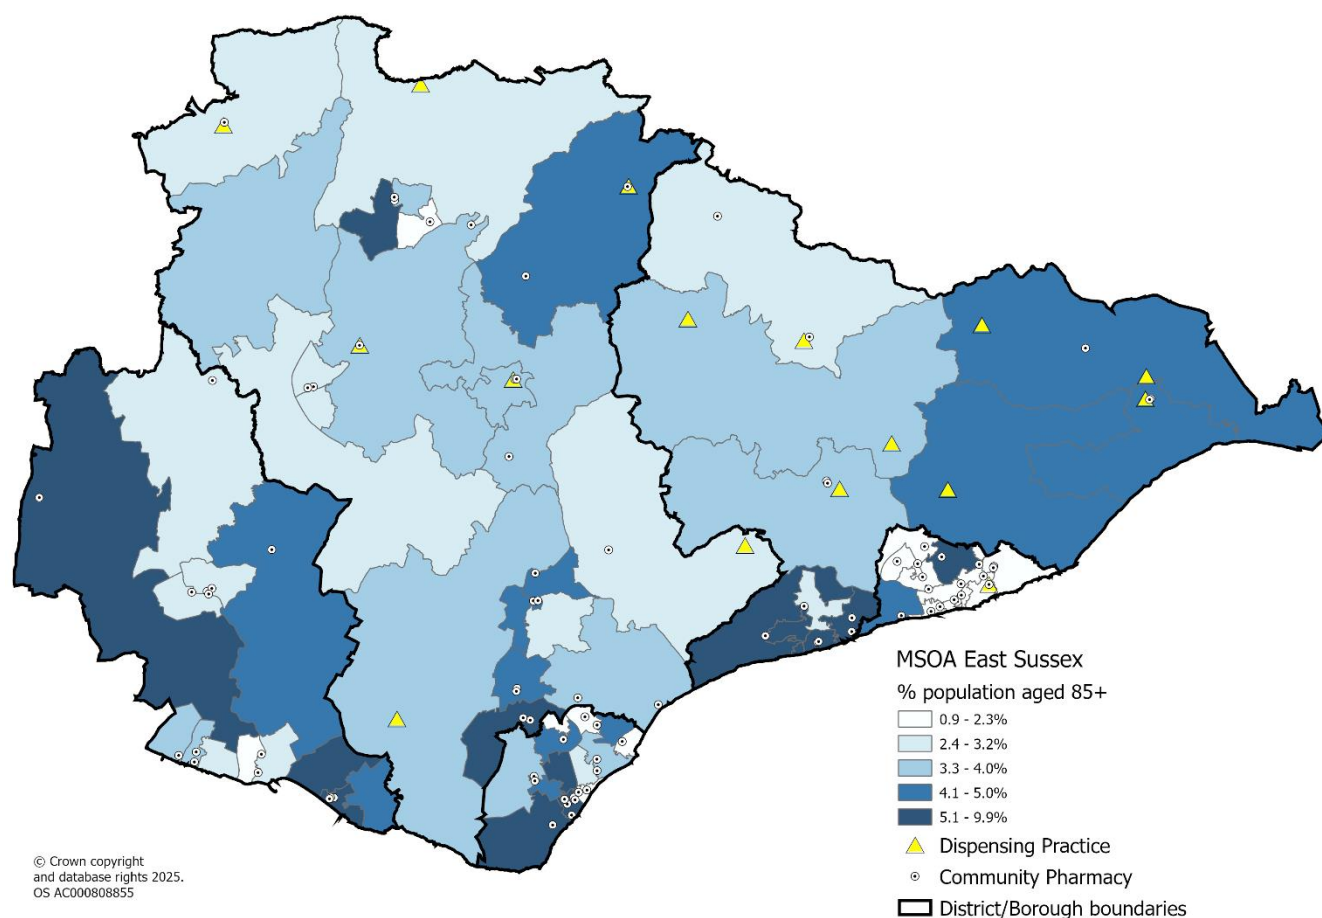 MSOA East Sussex
% population aged 85+
0.9 - 2.3%
2.4 - 3.2%
3.3 - 4.0%
4.1 - 5.0%
5.1 - 9.9%
Dispensing Practice
Community Pharmacy
District/Borough boundaries
© Crown copyright
and database rights 2025.
OS AC000808855